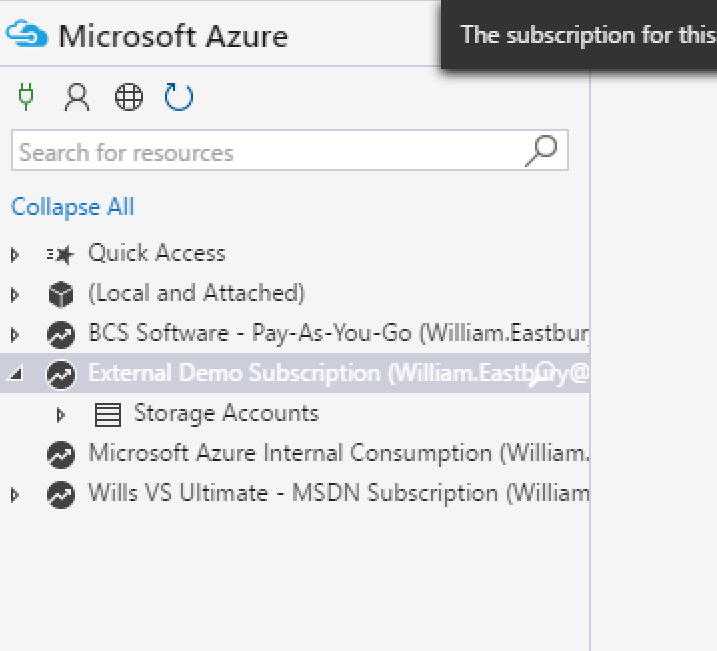 Microsoft Azure
The subscription for this
Search for resources
Collapse All
Quick Access
(Local and Attached)
BCS Software - Pay-As-You-Go (William.Eastbur
External Demo Subscription (William.Eastbury@
Storage Accounts
Microsoft Azure Internal Consumption (William.
Wills VS Ultimate - MSDN Subscription (William